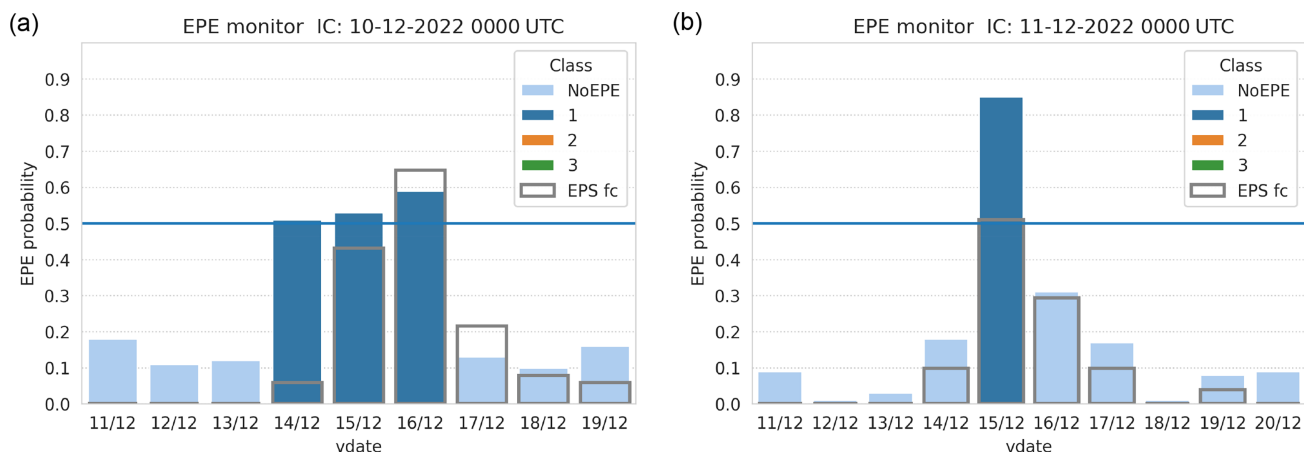 (a)
EPE monitor IC: 10-12-2022 0000 UTC
EPE probability
0.9
0.8
0.7
0.6
0.5
0.4
0.3
0.2
0.1
0.0
Class
NoEPE
1
2
3
EPS fc
11/12 12/12 13/12 14/12 15/12 16/12 17/12 18/12 19/12
vdate
(b)
EPE monitor IC: 11-12-2022 0000 UTC
EPE probability
0.9
0.8
0.7
0.6
0.5
0.4
0.3
0.2
0.1
0.0
Class
NoEPE
1
2
3
EPS fc
11/12 12/12 13/12 14/12 15/12 16/12 17/12 18/12 19/12 20/12
vdate